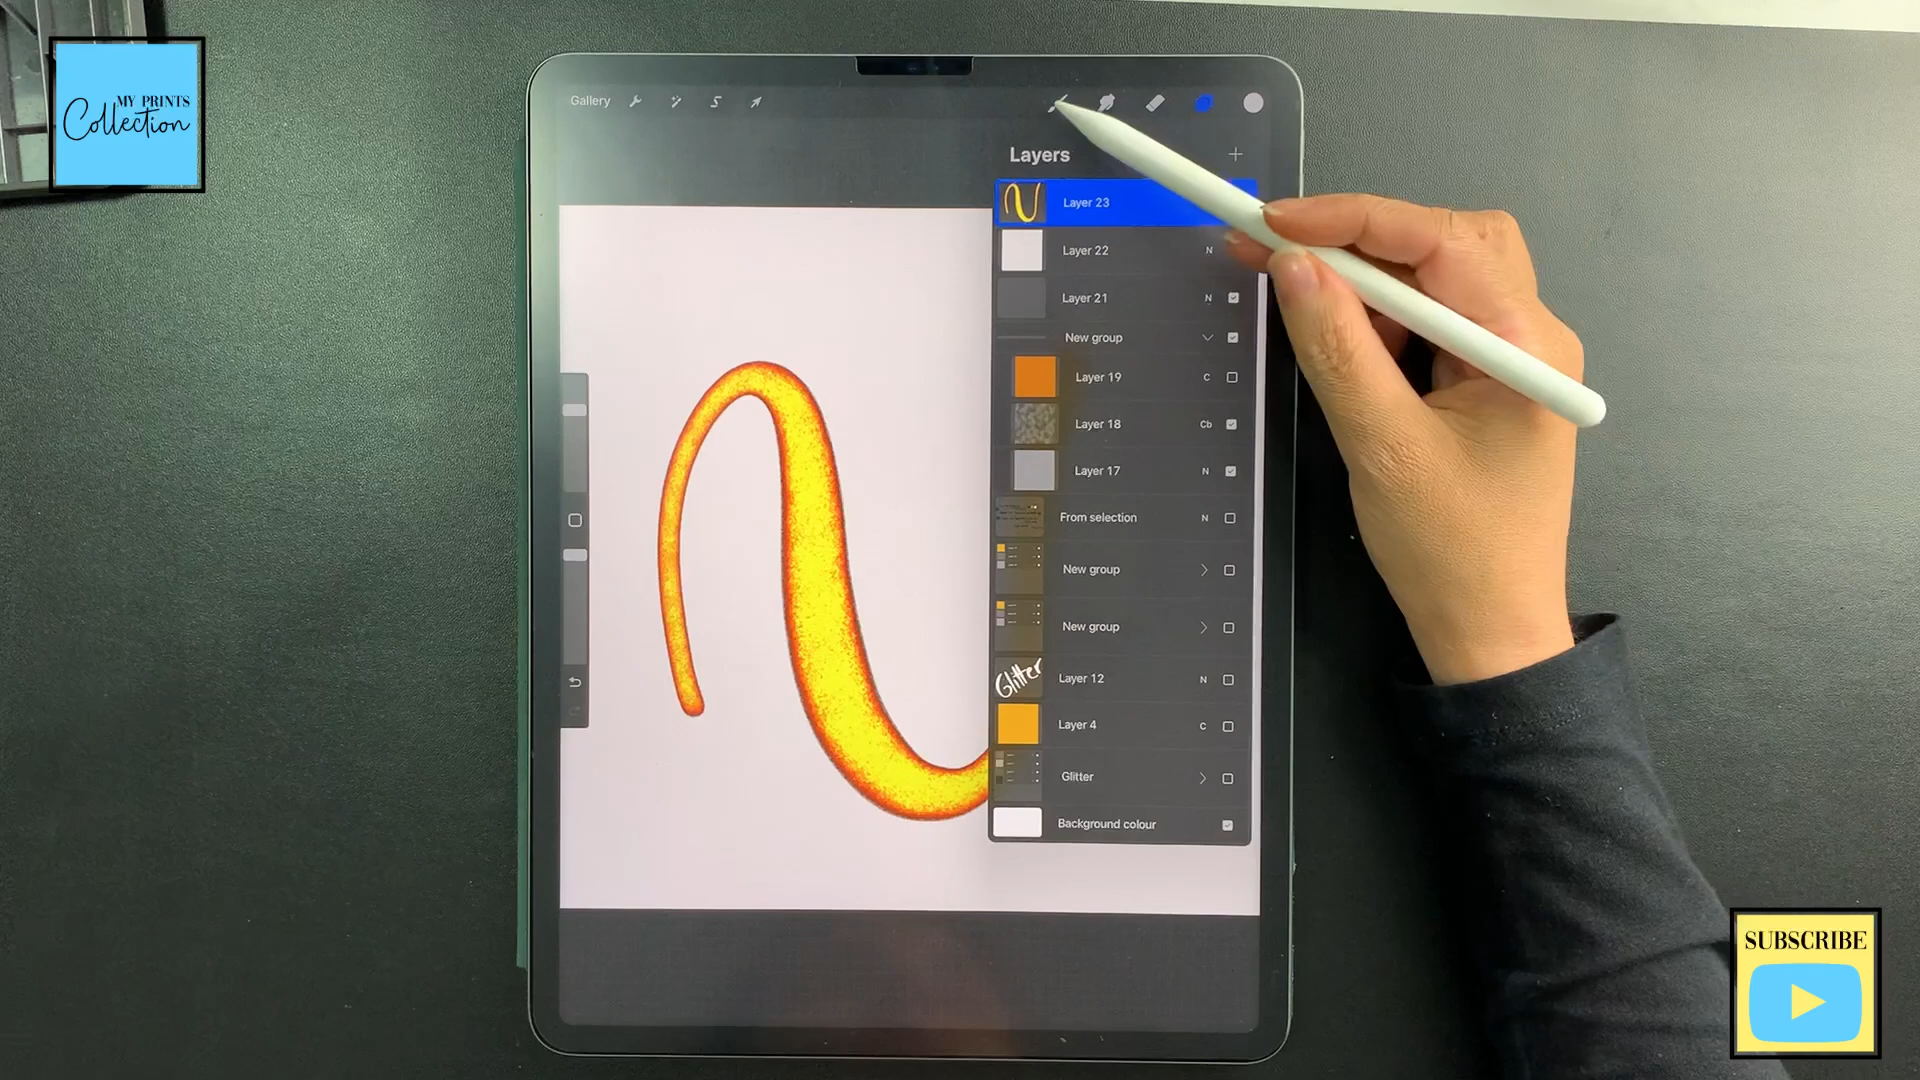 MY PRINTS
Collection
Gallery
Layers
Layer 23
Layer 22 N
Layer 21 N
New group
Layer 19 C
Layer 18 Cb
Layer 17 N
From selection N
New group
New group
Glitter
Layer 12 N
Layer 4 C
Glitter
Background colour
SUBSCRIBE